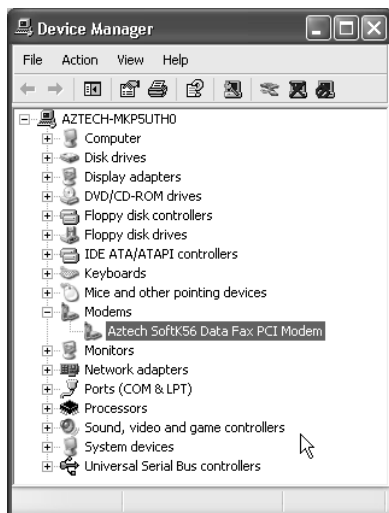 Device Manager
File Action View Help
AZTECH-MKP5UTH0
Computer
Disk drives
Display adapters
DVD/CD-ROM drives
Floppy disk controllers
Floppy disk drives
IDE ATA/ATAPI controllers
Keyboards
Mice and other pointing devices
Modems
Aztech SoftK56 Data Fax PCI Modem
Monitors
Network adapters
Ports (COM & LPT)
Processors
Sound, video and game controllers
System devices
Universal Serial Bus controllers